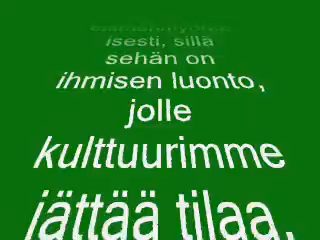 isesti, sillä
sehän on
ihmisen luonto,
jolle
kulttuurimme
jättää tilaa.